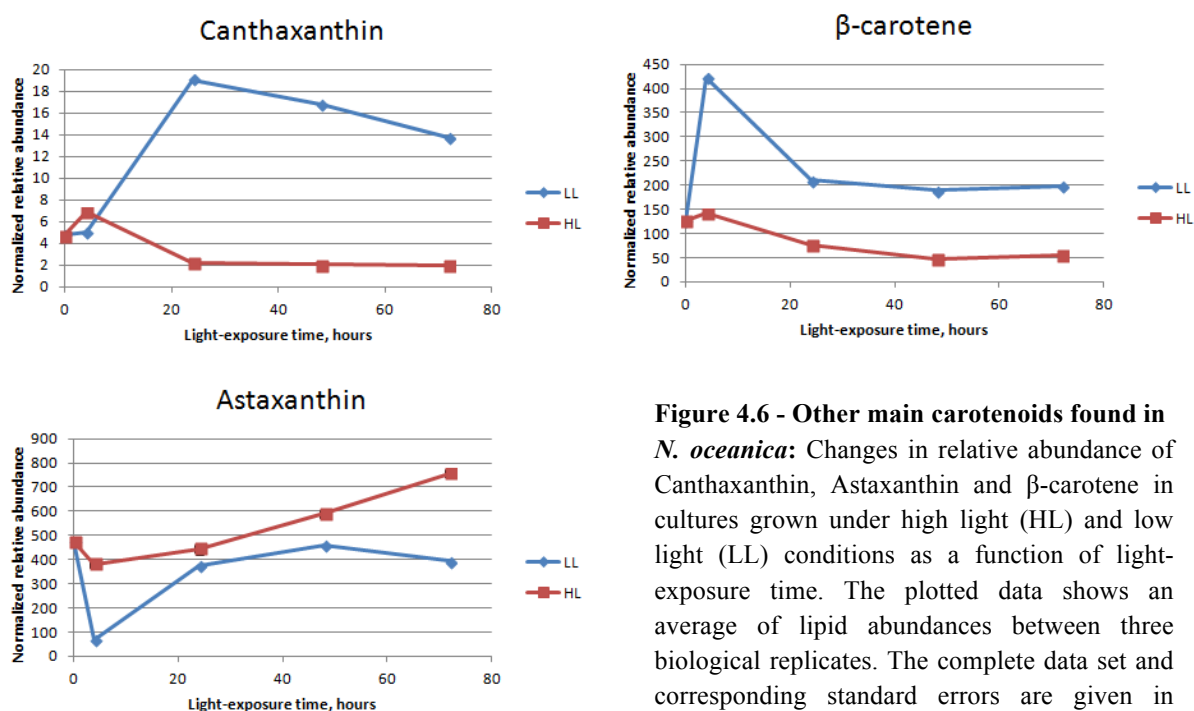 Canthaxanthin
Normalized relative abundance
20
18
16
14
12
10
8
6
4
2
0
0 20 40 60 80
Light-exposure time, hours
LL
HL
β-carotene
Normalized relative abundance
450
400
350
300
250
200
150
100
50
0
0 20 40 60 80
Light-exposure time, hours
LL
HL
Astaxanthin
Normalized relative abundance
900
800
700
600
500
400
300
200
100
0
0 20 40 60 80
Light-exposure time, hours
LL
HL
Figure 4.6 - Other main carotenoids found in
N. oceanica: Changes in relative abundance of
Canthaxanthin, Astaxanthin and β-carotene in
cultures grown under high light (HL) and low
light (LL) conditions as a function of light-
exposure time. The plotted data shows an
average of lipid abundances between three
biological replicates. The complete data set and
corresponding standard errors are given in